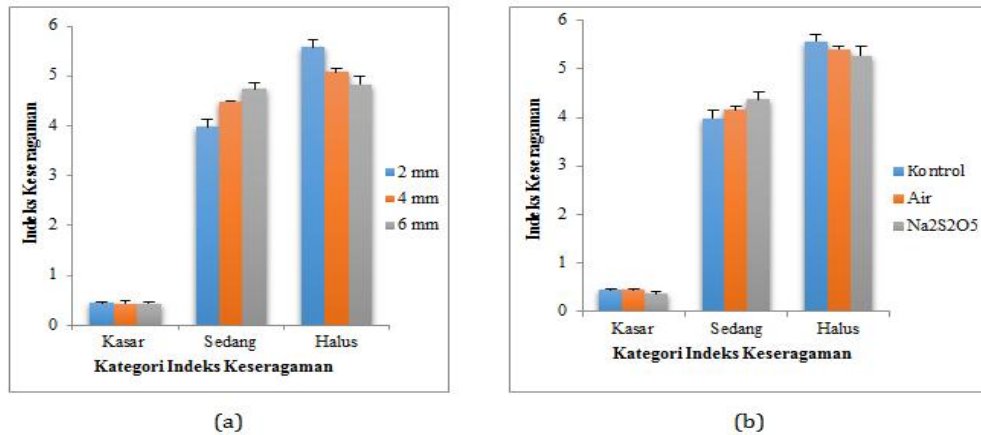 6
5
4
3
2
1
0
Indeks Keseragaman
Kasar
Sedang
Halus
Kategori Indeks Keseragaman
2 mm
4 mm
6 mm
(a)
6
5
4
3
2
1
0
Indeks Keseragaman
Kasar
Sedang
Halus
Kategori Indeks Keseragaman
Kontrol
Air
Na2S2O5
(b)